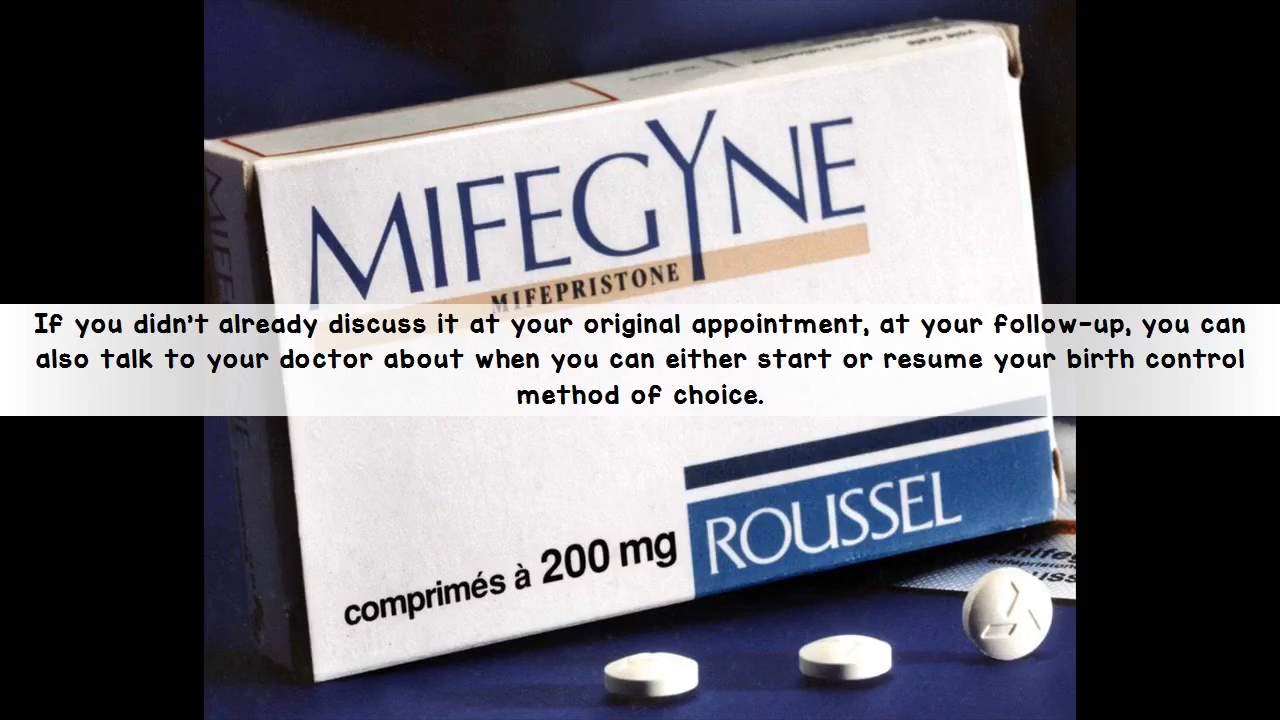 MIFEGYNE
MIFEPRISTONE
If you didn't already discuss it at your original appointment, at your follow-up, you can
also talk to your doctor about when you can either start or resume your birth control
method of choice.
comprimés à 200 mg
ROUSSEL